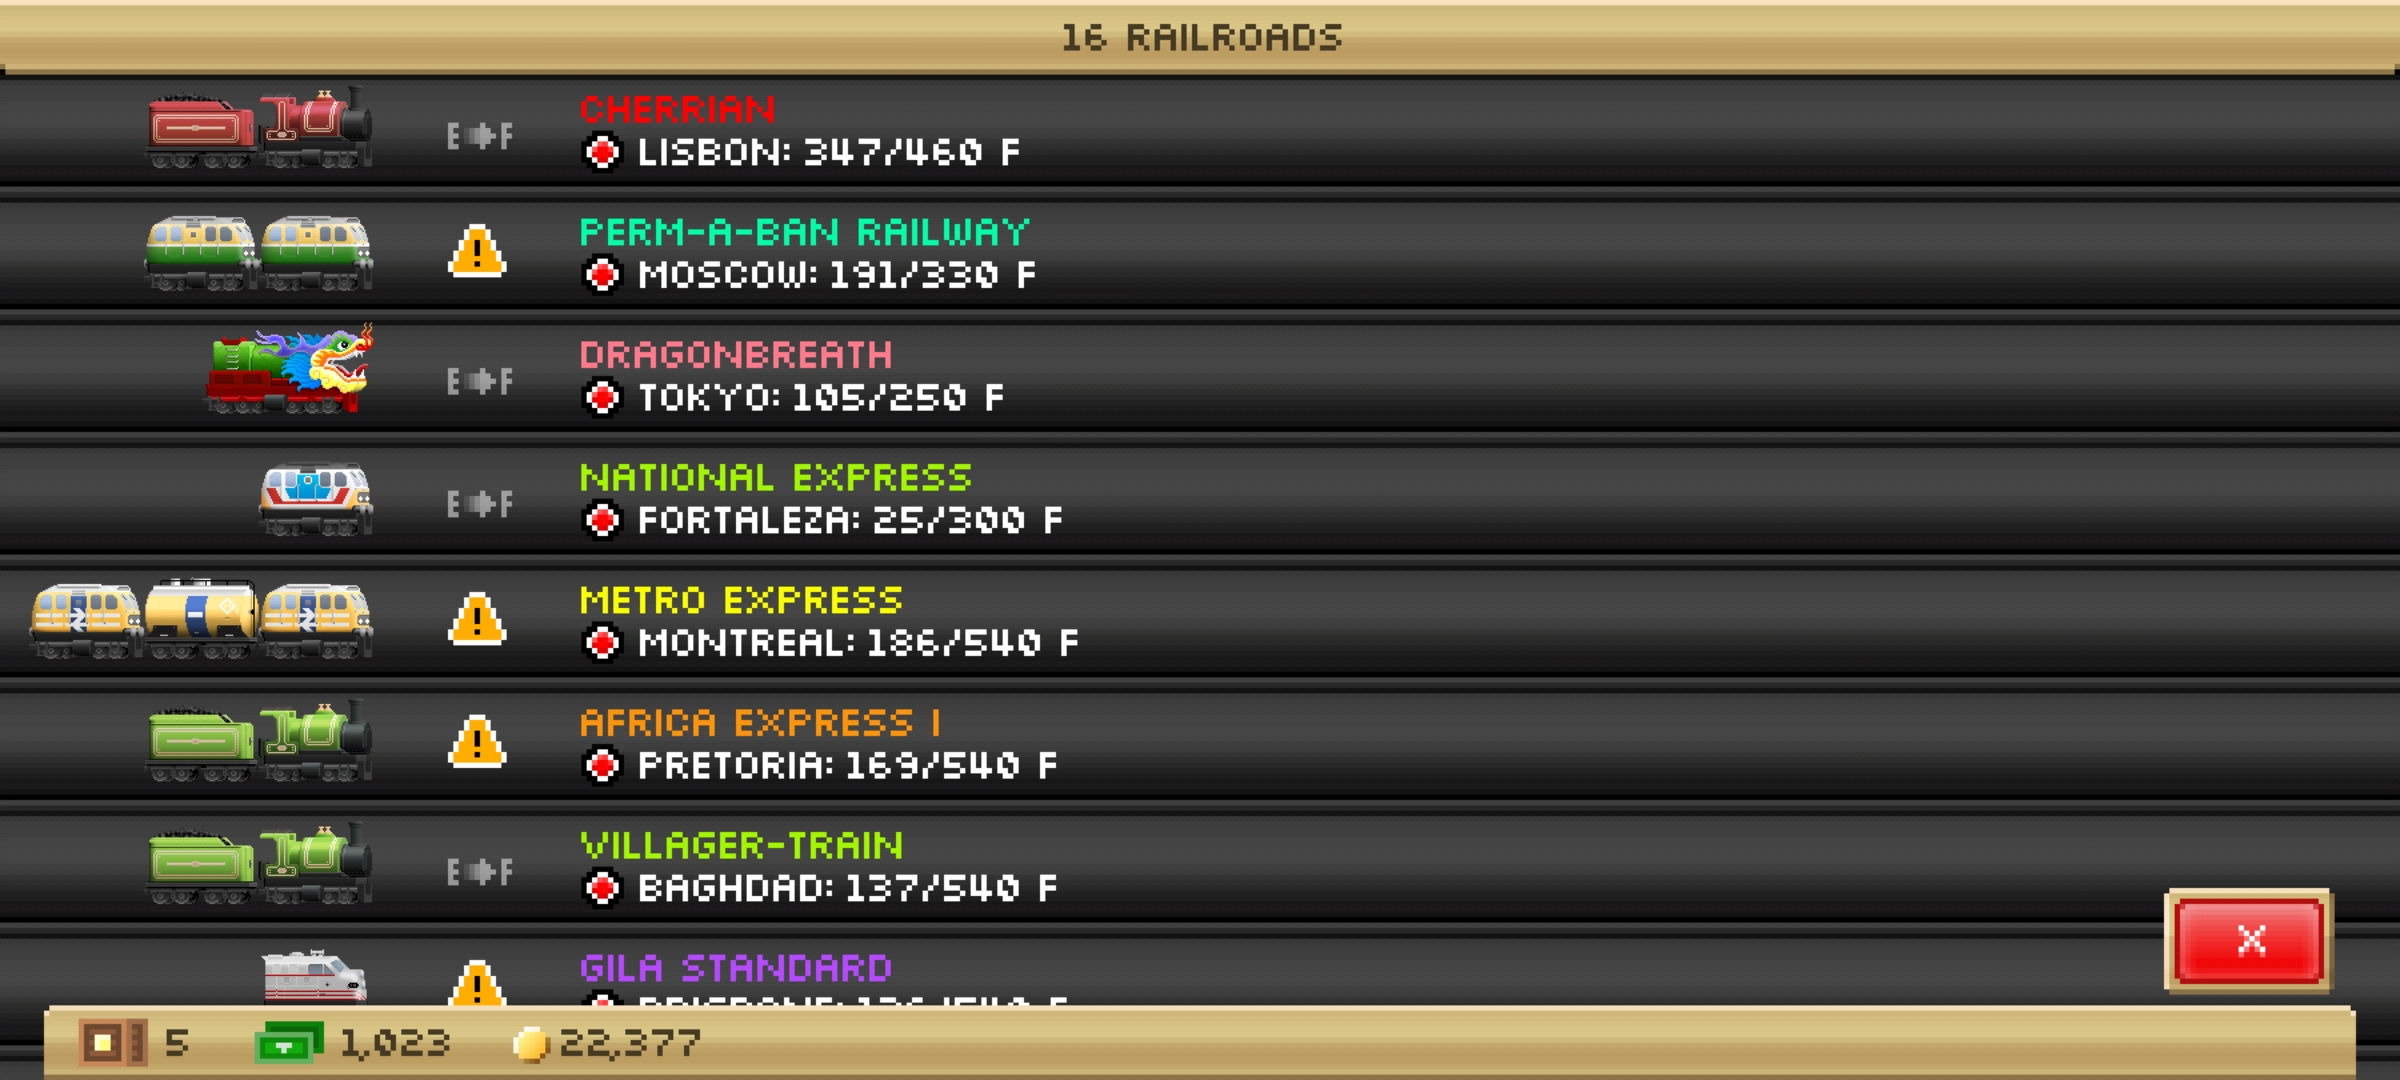 16 RAILROADS
CHERRIAN
E F
LISBON: 347/460 F
PERM-A-BAN RAILWAY
MOSCOW: 191/330 F
DRAGONBREATH
E F
TOKYO: 105/250 F
NATIONAL EXPRESS
E F
FORTALEZA: 25/300 F
METRO EXPRESS
MONTREAL: 186/540 F
AFRICA EXPRESS I
PRETORIA: 169/540 F
VILLAGER-TRAIN
E F
BAGHDAD: 137/540 F
GILA STANDARD
X
5 1,023 22,377